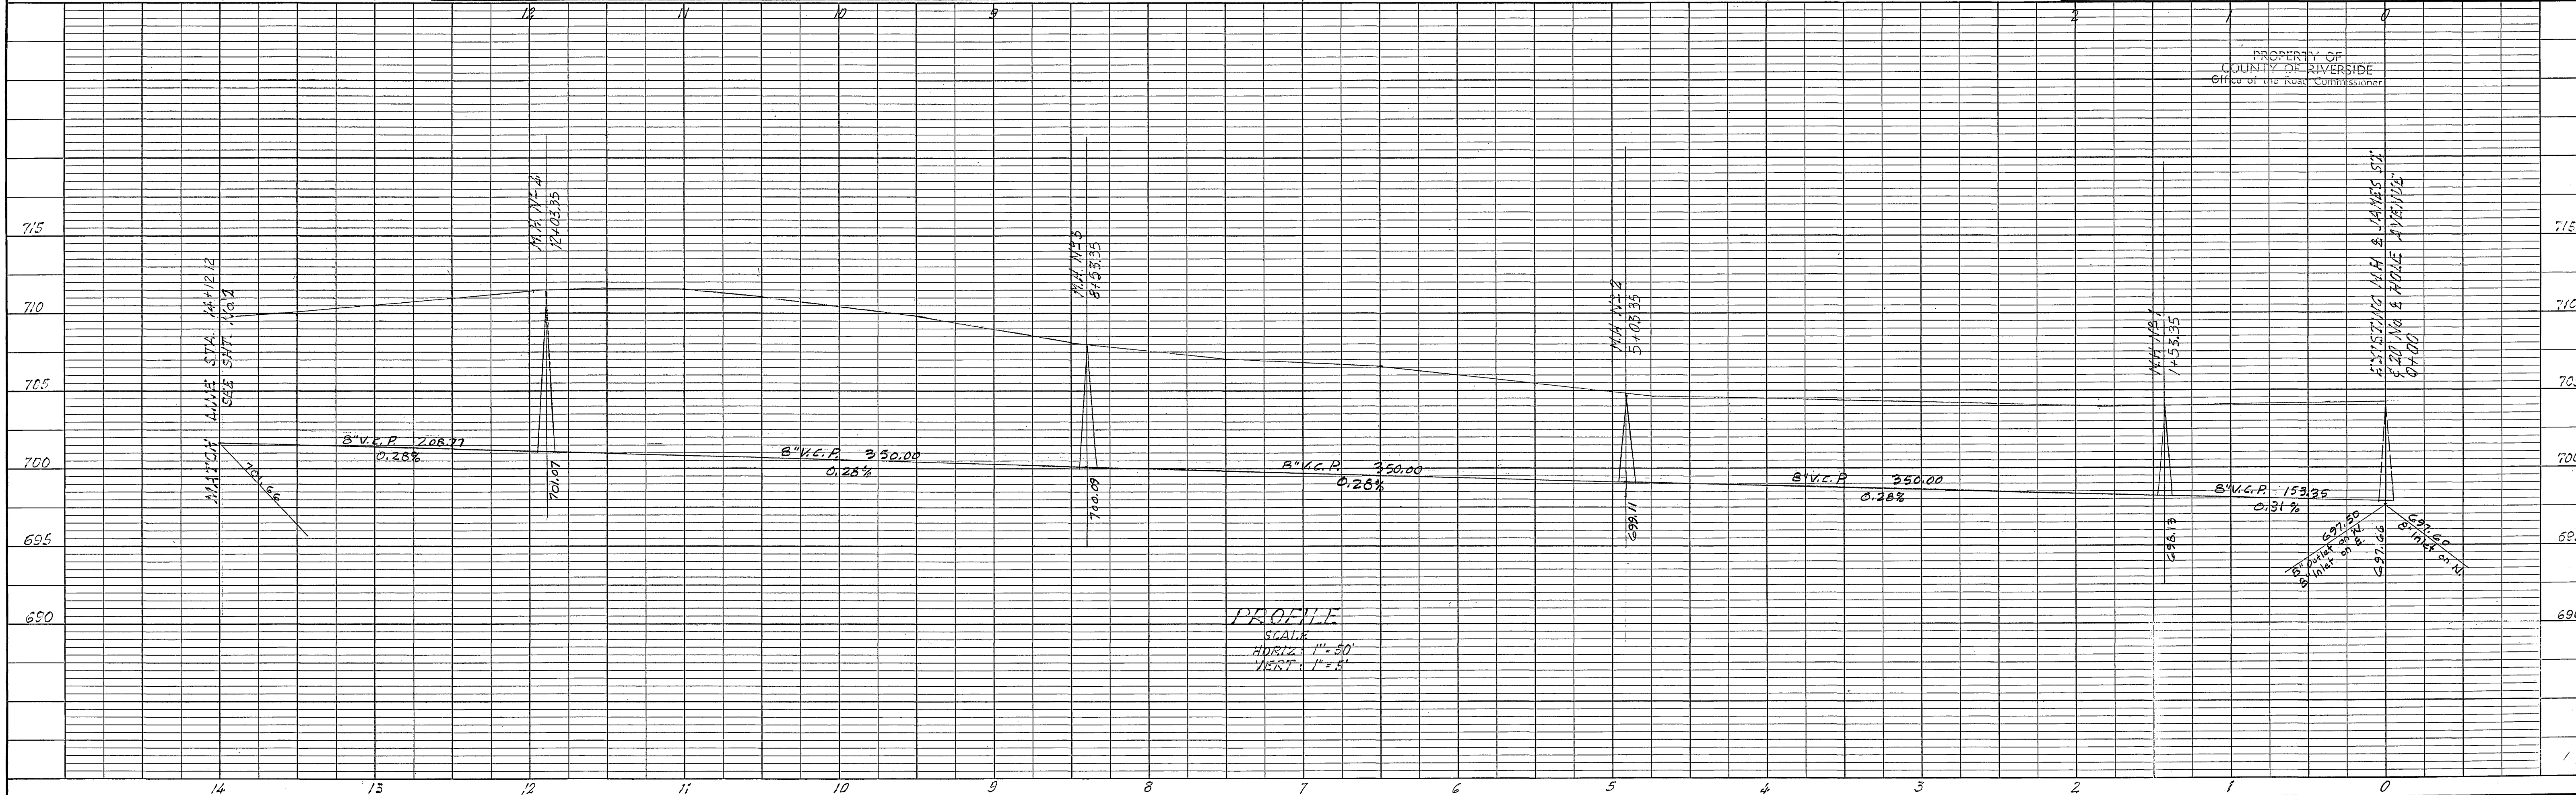 12 11 10 9 2 1 0
PROPERTY OF
COUNTY OF RIVERSIDE
Office of the Road Commissioner
715
710
705
700
695
690
MATCH LINE STA. 14+12.12
SEE SHT. No. 2
701.66
8" V.C.P. 208.77
0.28%
M.H. Nº 4
12+03.35
701.07
8" V.C.P. 350.00
0.28%
M.H. Nº 3
8+53.35
700.09
8" V.C.P. 350.00
0.28%
M.H. Nº 2
5+03.35
699.11
8" V.C.P. 350.00
0.28%
M.H. Nº 1
1+53.35
698.13
8" V.C.P. 153.35
0.31%
EXISTING M.H. & JAMES ST.
& 20' No. & HOLE AVENUE
0+00
697.50
8" Outlet on W.
8" Inlet on E.
697.66
697.60
8" Inlet on N.
715
710
705
700
695
690
PROFILE
SCALE
HORIZ: 1"=50'
VERT: 1"=5'
14 13 12 11 10 9 8 7 6 5 4 3 2 1 0